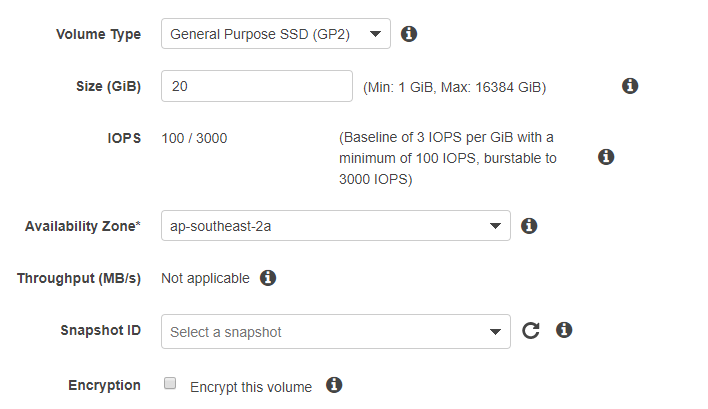 Volume Type General Purpose SSD (GP2)
Size (GiB) 20 (Min: 1 GiB, Max: 16384 GiB)
IOPS 100 / 3000 (Baseline of 3 IOPS per GiB with a
minimum of 100 IOPS, burstable to
3000 IOPS)
Availability Zone* ap-southeast-2a
Throughput (MB/s) Not applicable
Snapshot ID Select a snapshot
Encryption Encrypt this volume